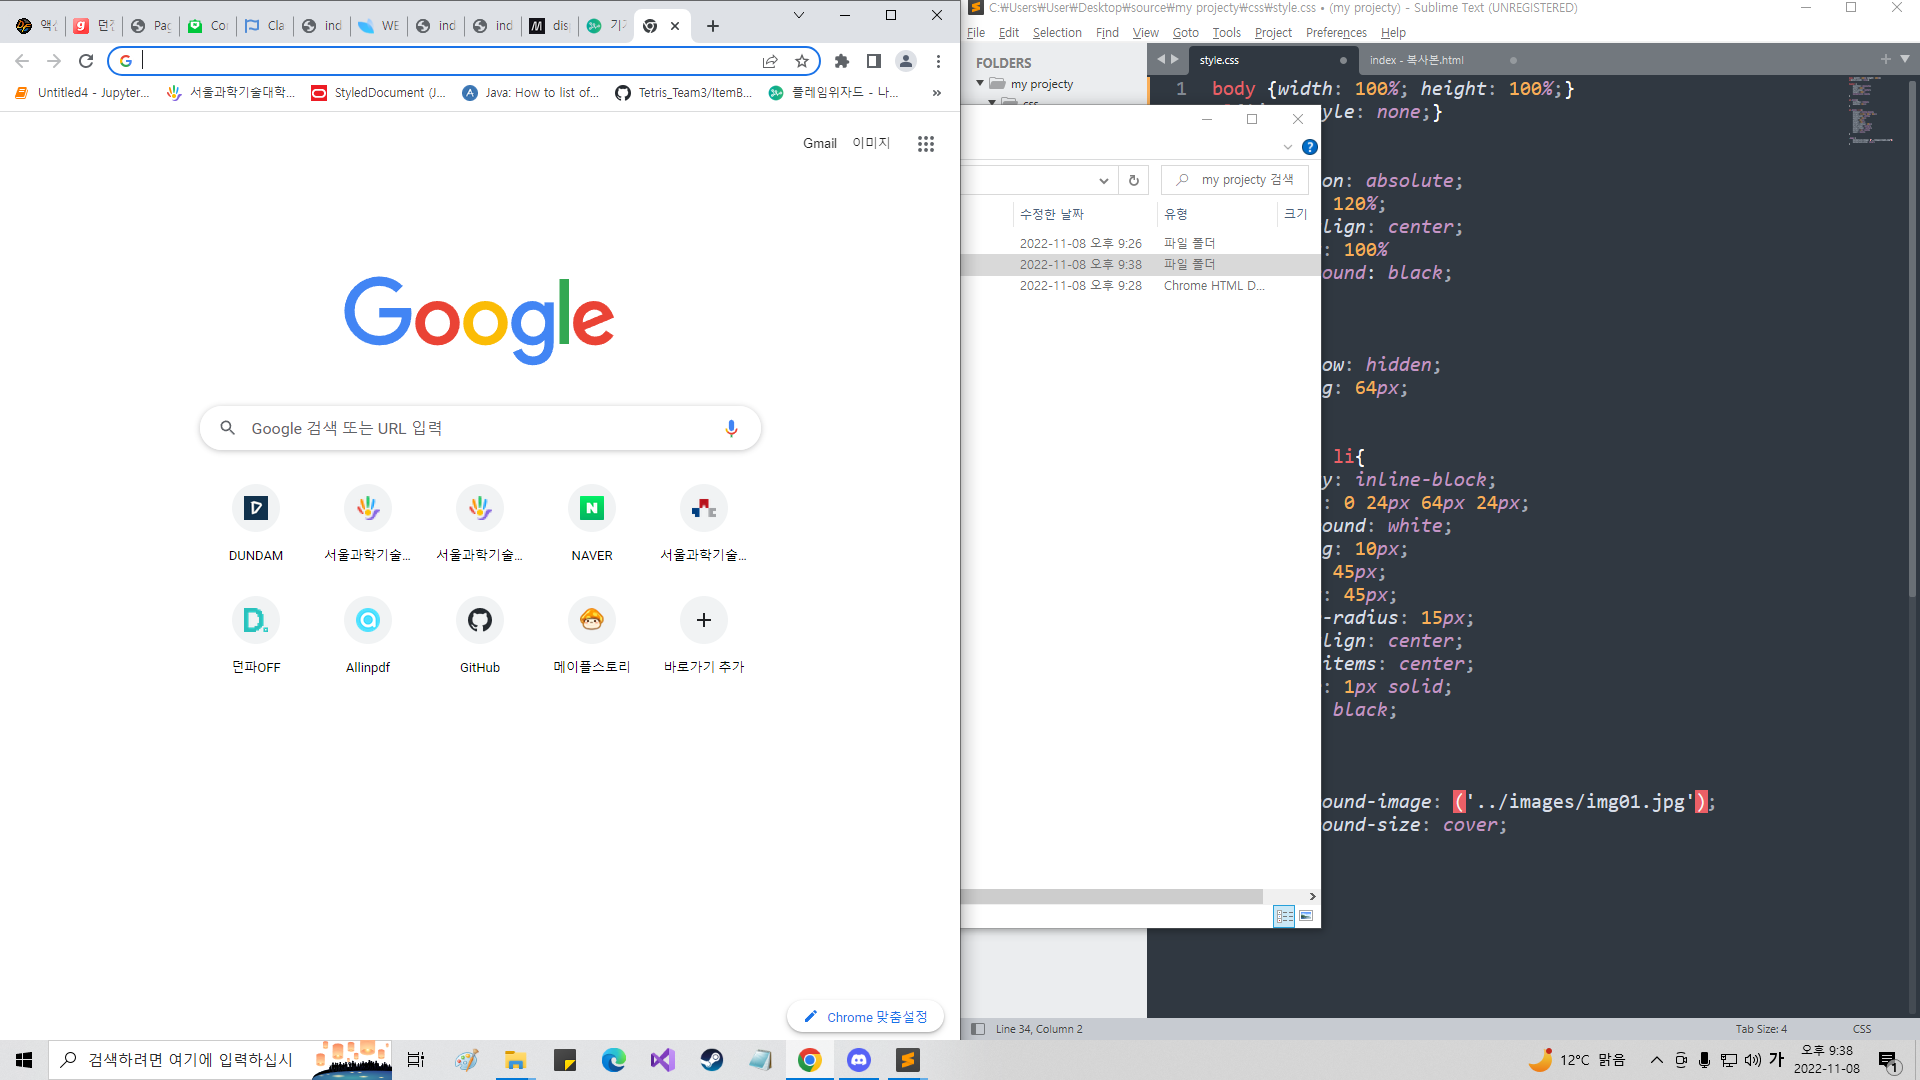 액션
던전
Pag
Cor
Cla
ind
WE
ind
ind
M dis
기기
G
Untitled4 - Jupyter...
서울과학기술대학...
StyledDocument (J...
Java: How to list of...
Tetris_Team3/ItemB...
플레임위자드 - 나...
»
Gmail
이미지
Google
Google 검색 또는 URL 입력
DUNDAM
서울과학기술...
서울과학기술...
NAVER
서울과학기술...
던파OFF
Allinpdf
GitHub
메이플스토리
바로가기 추가
Chrome 맞춤설정
C:₩Users₩User₩Desktop₩source₩my projecty₩css₩style.css • (my projecty) - Sublime Text (UNREGISTERED)
File Edit Selection Find View Goto Tools Project Preferences Help
FOLDERS
my projecty
css
style.css
index - 복사본.html
my projecty 검색
수정한 날짜 유형 크기
2022-11-08 오후 9:26 파일 폴더
2022-11-08 오후 9:38 파일 폴더
2022-11-08 오후 9:28 Chrome HTML D...
1 body {width: 100%; height: 100%;}
yle: none;}
on: absolute;
120%;
lign: center;
: 100%
ound: black;
ow: hidden;
g: 64px;
li{
y: inline-block;
: 0 24px 64px 24px;
ound: white;
g: 10px;
45px;
: 45px;
-radius: 15px;
lign: center;
items: center;
: 1px solid;
black;
ound-image: ('../images/img01.jpg');
ound-size: cover;
Line 34, Column 2
Tab Size: 4
CSS
검색하려면 여기에 입력하십시
12°C 맑음
가
오후 9:38
2022-11-08
1